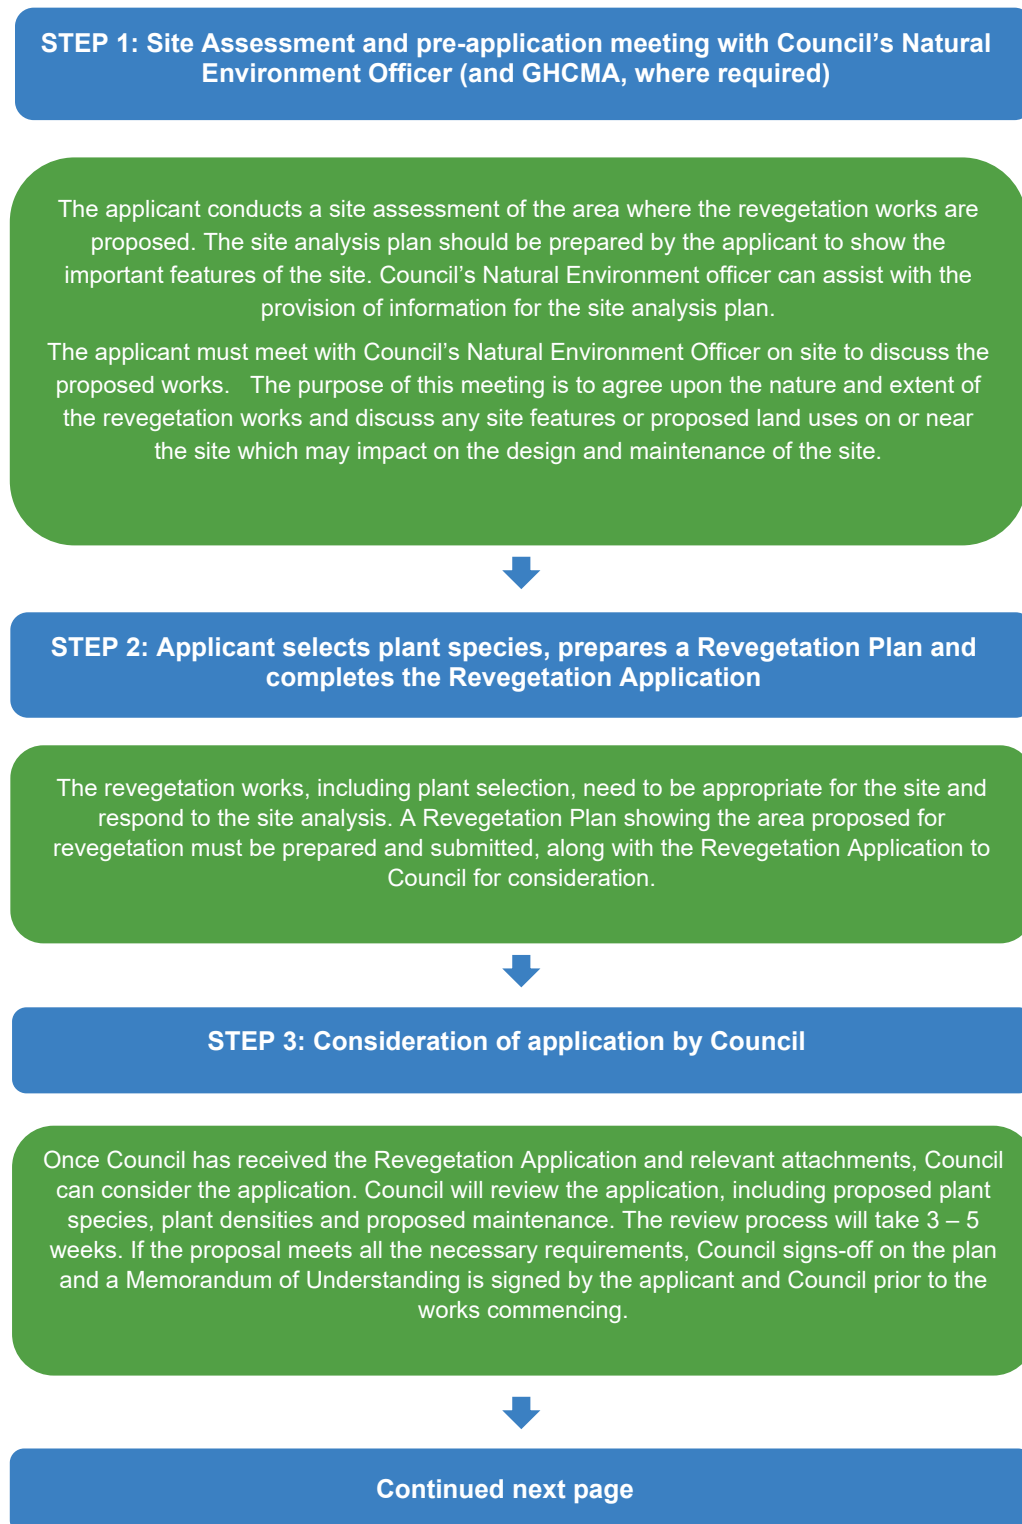 STEP 1: Site Assessment and pre-application meeting with Council’s Natural
Environment Officer (and GHCMA, where required)
The applicant conducts a site assessment of the area where the revegetation works are
proposed. The site analysis plan should be prepared by the applicant to show the
important features of the site. Council’s Natural Environment officer can assist with the
provision of information for the site analysis plan.
The applicant must meet with Council’s Natural Environment Officer on site to discuss the
proposed works.   The purpose of this meeting is to agree upon the nature and extent of
the revegetation works and discuss any site features or proposed land uses on or near
the site which may impact on the design and maintenance of the site.
STEP 2: Applicant selects plant species, prepares a Revegetation Plan and
completes the Revegetation Application
The revegetation works, including plant selection, need to be appropriate for the site and
respond to the site analysis. A Revegetation Plan showing the area proposed for
revegetation must be prepared and submitted, along with the Revegetation Application to
Council for consideration.
STEP 3: Consideration of application by Council
Once Council has received the Revegetation Application and relevant attachments, Council
can consider the application. Council will review the application, including proposed plant
species, plant densities and proposed maintenance. The review process will take 3 – 5
weeks. If the proposal meets all the necessary requirements, Council signs-off on the plan
and a Memorandum of Understanding is signed by the applicant and Council prior to the
works commencing.
Continued next page